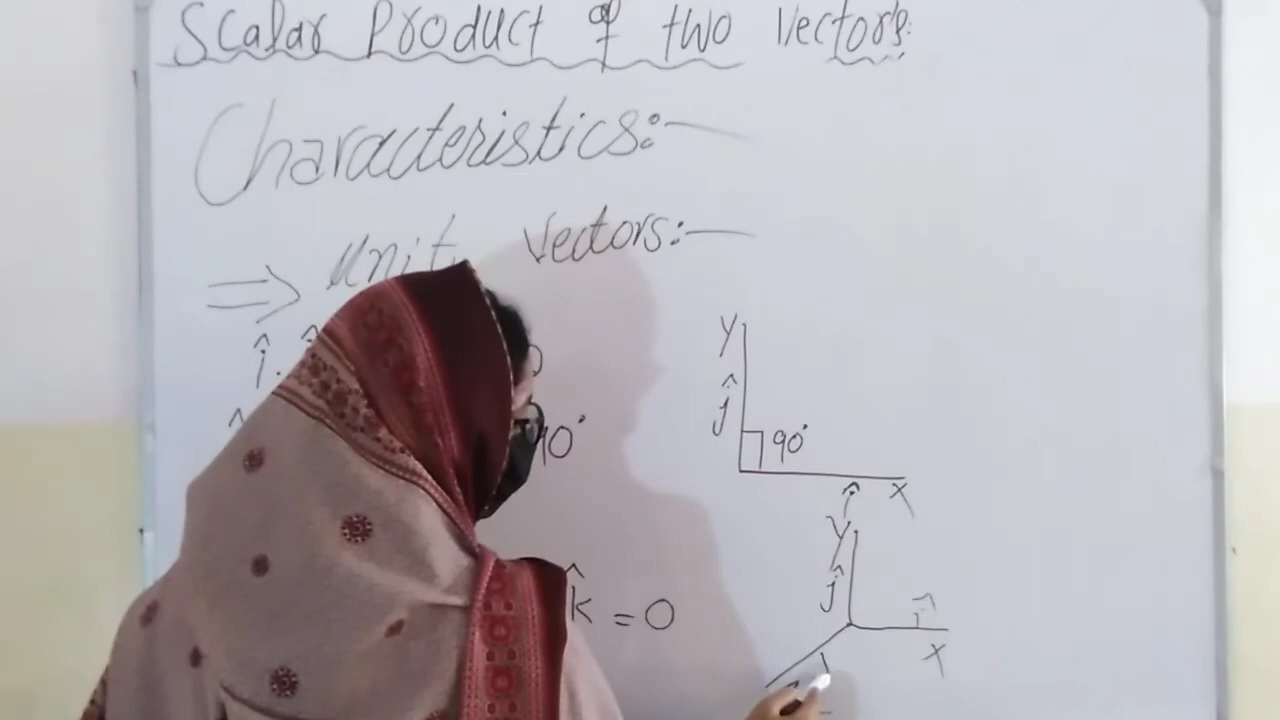 Scalar Product of two Vectors.
Characteristics:-
⇒ Unit Vectors:-
î.
90°
k̂ = 0
y
ĵ
90°
x
î
y
ĵ
î
x